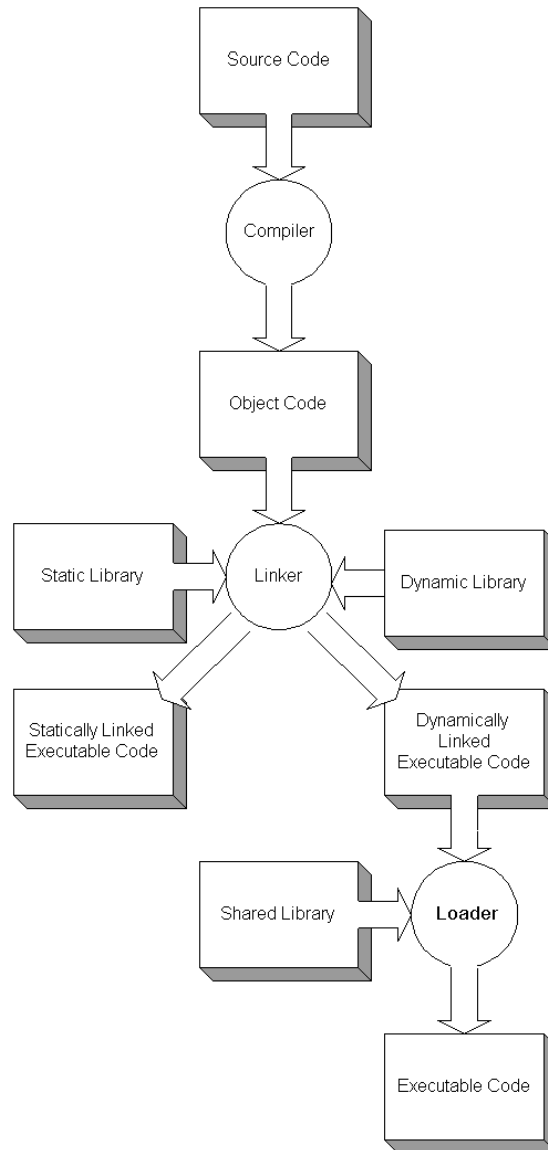 Source Code
Compiler
Object Code
Static Library
Linker
Dynamic Library
Statically Linked
Executable Code
Dynamically
Linked
Executable Code
Shared Library
Loader
Executable Code